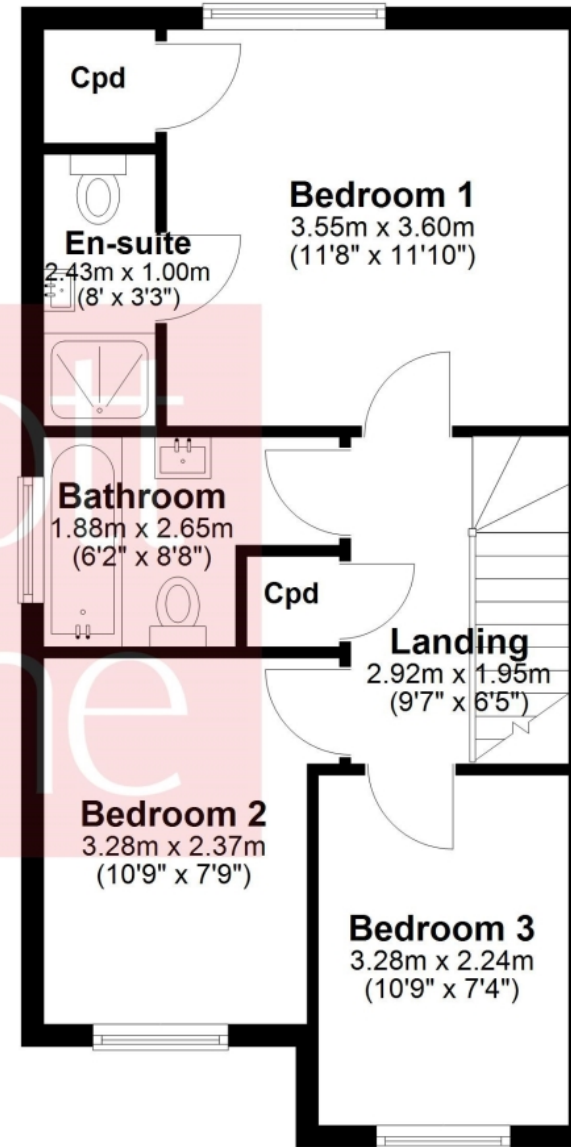 Cpd
Bedroom 1
3.55m x 3.60m
(11'8" x 11'10")
En-suite
2.43m x 1.00m
(8' x 3'3")
Bathroom
1.88m x 2.65m
(6'2" x 8'8")
Cpd
Landing
2.92m x 1.95m
(9'7" x 6'5")
Bedroom 2
3.28m x 2.37m
(10'9" x 7'9")
Bedroom 3
3.28m x 2.24m
(10'9" x 7'4")